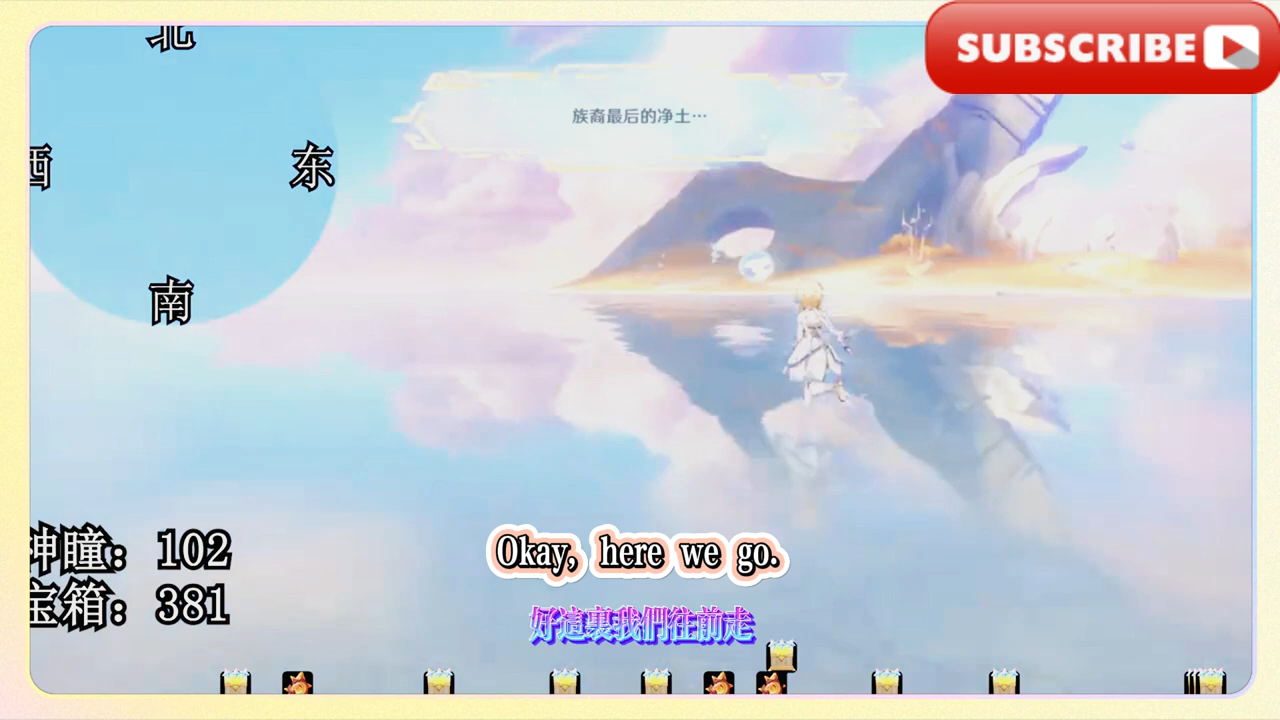 北
SUBSCRIBE
族裔最后的净土…
西
东
南
神瞳：102
宝箱：381
Okay, here we go.
好這裏我們往前走